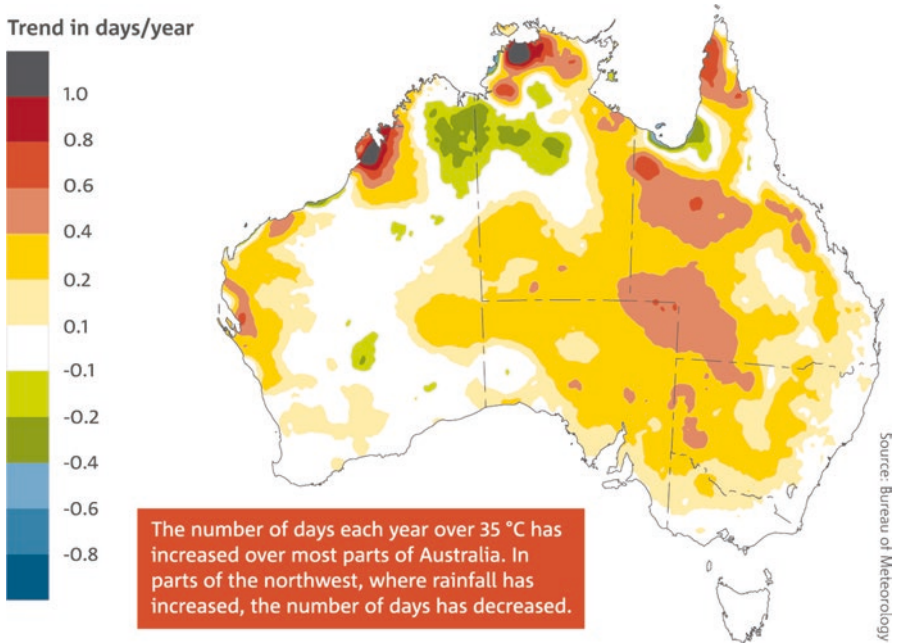 Trend in days/year
1.0
0.8
0.6
0.4
0.2
0.1
-0.1
-0.2
-0.4
-0.6
-0.8
The number of days each year over 35 °C has
increased over most parts of Australia. In
parts of the northwest, where rainfall has
increased, the number of days has decreased.
Source: Bureau of Meteorology